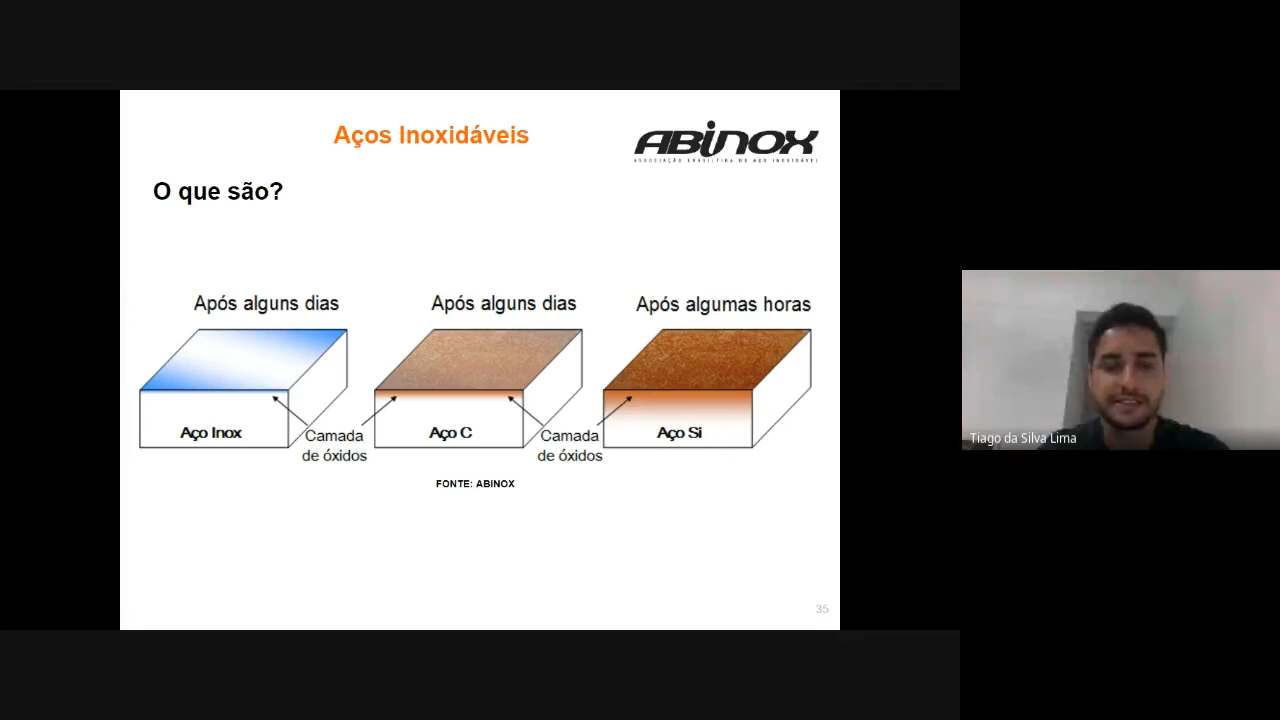 Aços Inoxidáveis
ABINOX
ASSOCIAÇÃO BRASILEIRA DO AÇO INOXIDÁVEL
O que são?
Após alguns dias
Após alguns dias
Após algumas horas
Aço Inox
Camada
de óxidos
Aço C
Camada
de óxidos
Aço Si
FONTE: ABINOX
35
Tiago da Silva Lima